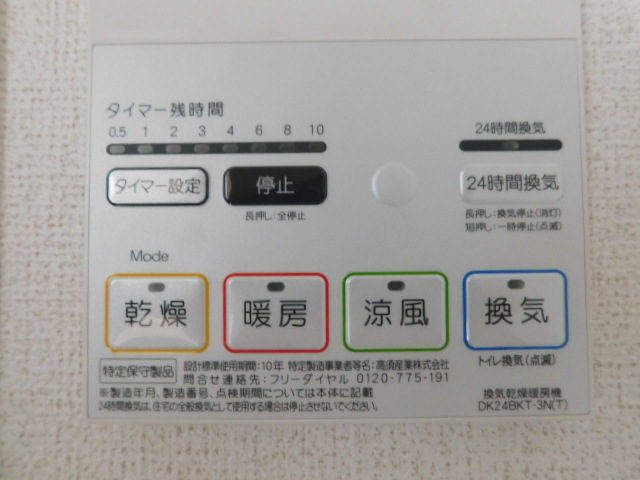 タイマー残時間
0.5 1 2 3 4 6 8 10
24時間換気
タイマー設定
停止
24時間換気
長押し:全停止
長押し:換気停止(消灯)
短押し:一時停止(点滅)
Mode
乾燥
暖房
涼風
換気
トイレ換気(点滅)
特定保守製品
設計標準使用期間:10年 特定製造事業者等名:高須産業株式会社
問合せ連絡先:フリーダイヤル 0120-775-191
※製造年月、製造番号、点検期間については本体に記載
24時間換気は、住宅の全般換気として使用する場合は停止させないでください。
換気乾燥暖房機
DK24BKT-3N(T)